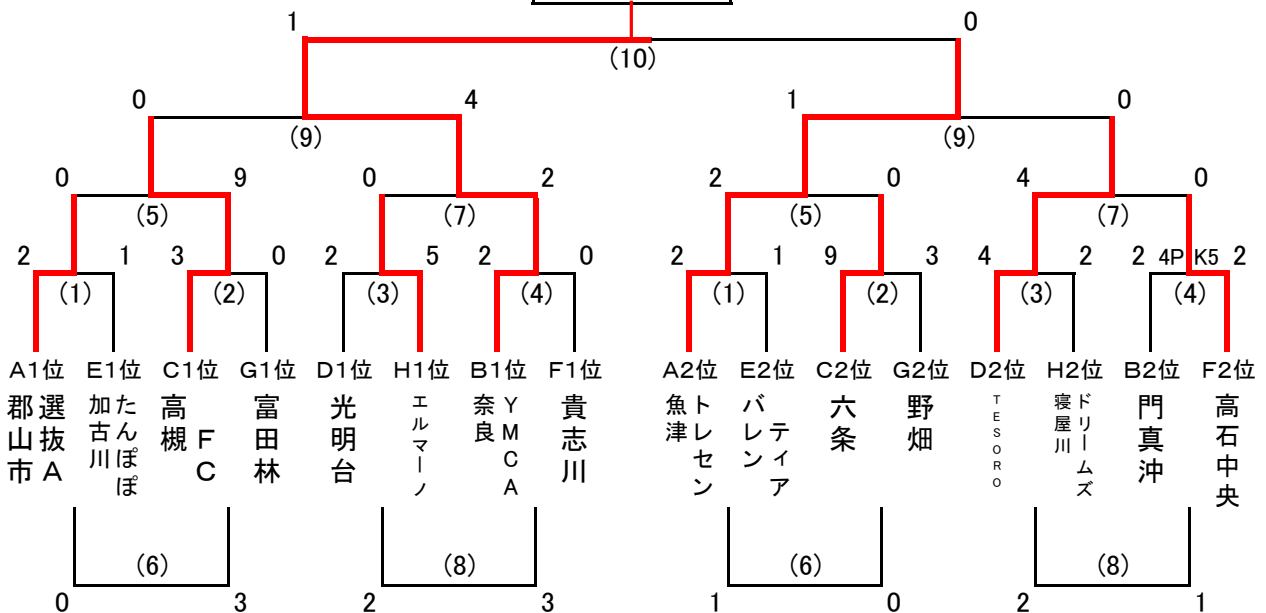 1 0
(10)
0 4 1 0
(9) (9)
0 9 0 2 2 0 4 0
(5) (7) (5) (7)
2 1 3 0 2 5 2 0 2 1 9 3 4 2 2 4P K5 2
(1) (2) (3) (4) (1) (2) (3) (4)
A1位 E1位 C1位 G1位 D1位 H1位 B1位 F1位 A2位 E2位 C2位 G2位 D2位 H2位 B2位 F2位
郡山市
選抜A
加古川
たんぽぽ
高槻
FC
富田林
光明台
エルマーノ
奈良
YMCA
貴志川
魚津
トレセン
バレン
ティア
六条
野畑
TESORO
寝屋川
ドリームズ
門真沖
高石中央
(6) (8) (6) (8)
0 3 2 3 1 0 2 1